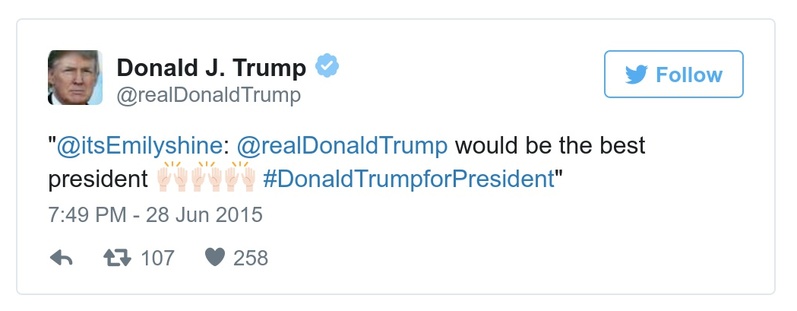 Donald J. Trump
@realDonaldTrump
Follow
"@itsEmilyshine: @realDonaldTrump would be the best
president 🙌🏻🙌🏻🙌🏻 #DonaldTrumpforPresident"
7:49 PM - 28 Jun 2015
107 258